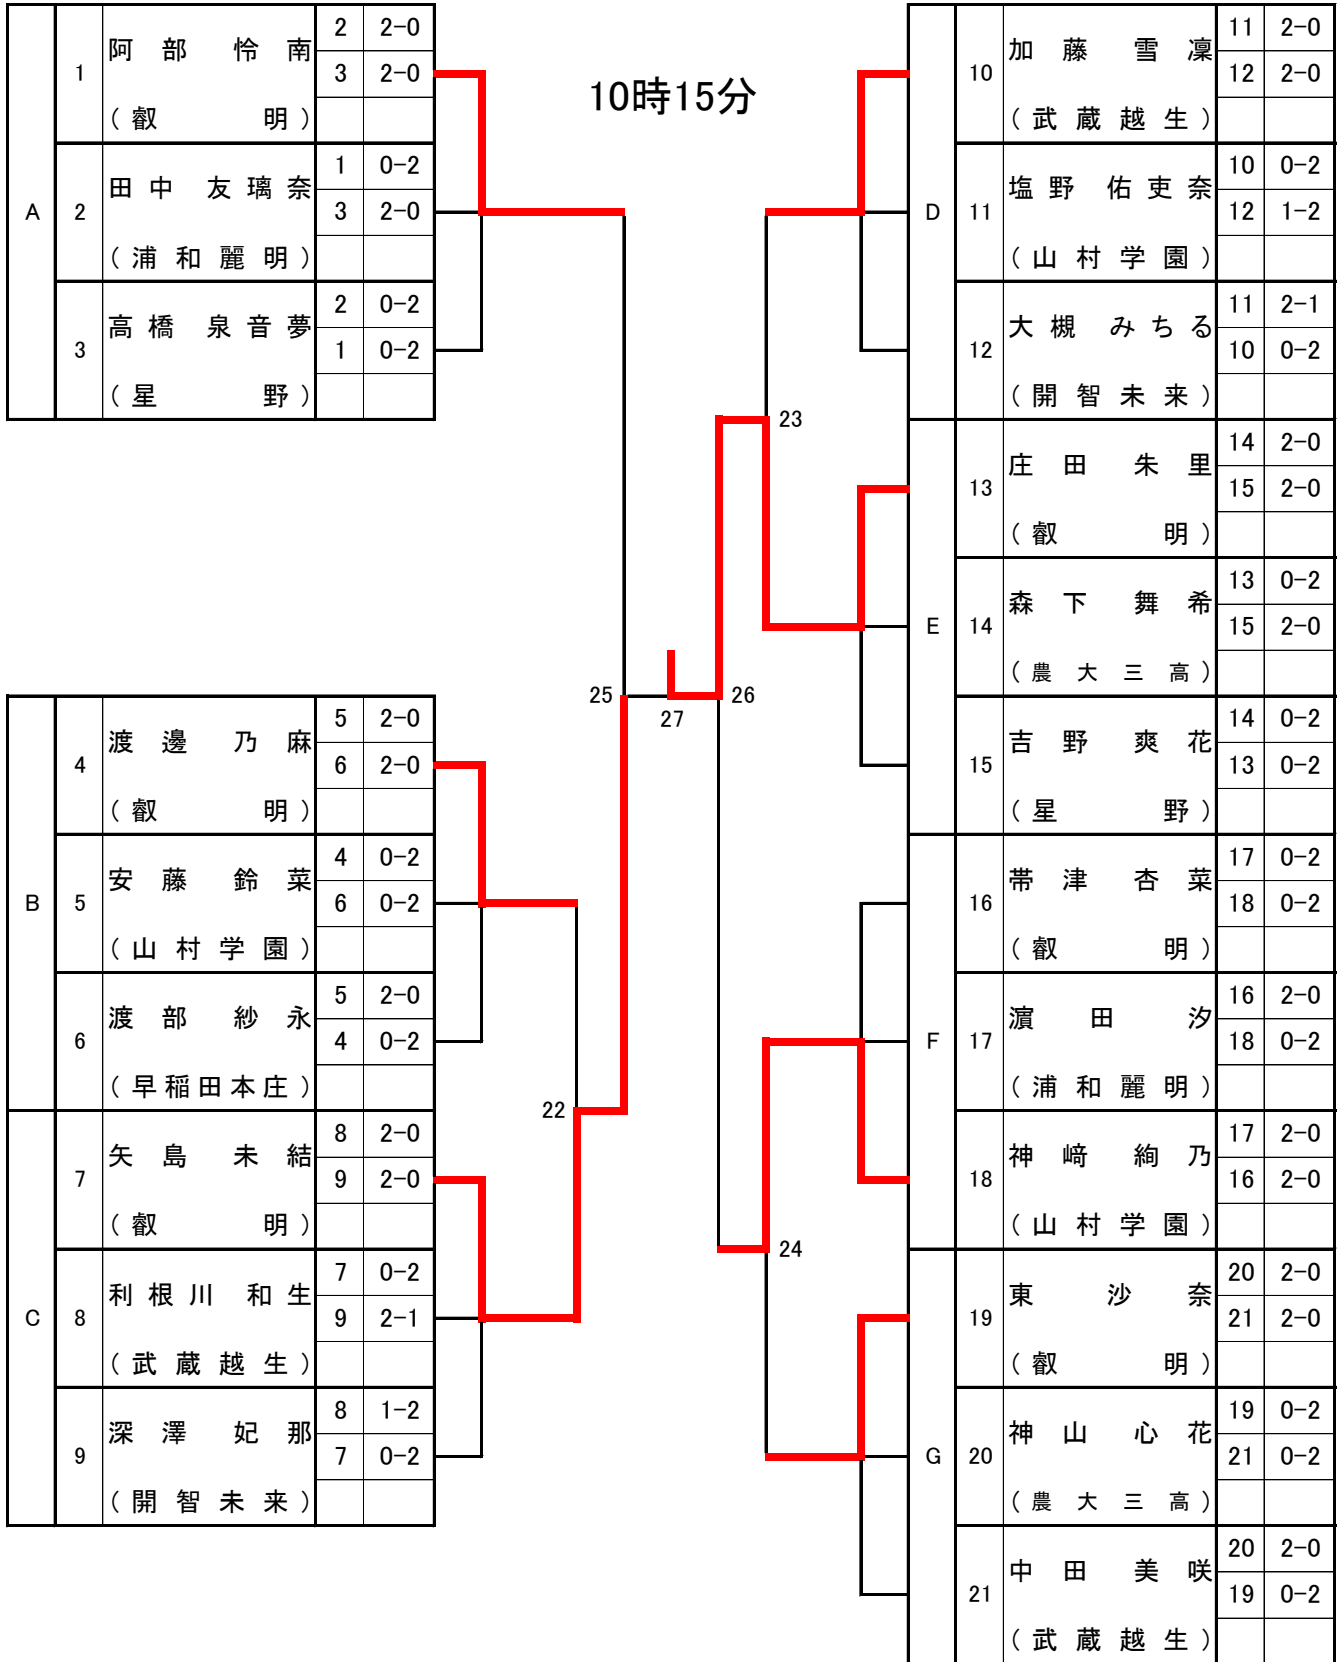 10時15分
A
1 阿部 怜南 2 2-0
3 2-0
(叡明)
2 田中 友璃奈 1 0-2
3 2-0
(浦和麗明)
3 高橋 泉音夢 2 0-2
1 0-2
(星野)
B
4 渡邊 乃麻 5 2-0
6 2-0
(叡明)
5 安藤 鈴菜 4 0-2
6 0-2
(山村学園)
6 渡部 紗永 5 2-0
4 0-2
(早稲田本庄)
C
7 矢島 未結 8 2-0
9 2-0
(叡明)
8 利根川 和生 7 0-2
9 2-1
(武蔵越生)
9 深澤 妃那 8 1-2
7 0-2
(開智未来)
22
25
27
26
23
24
D
10 加藤 雪凜 11 2-0
12 2-0
(武蔵越生)
11 塩野 佑吏奈 10 0-2
12 1-2
(山村学園)
12 大槻 みちる 11 2-1
10 0-2
(開智未来)
E
13 庄田 朱里 14 2-0
15 2-0
(叡明)
14 森下 舞希 13 0-2
15 2-0
(農大三高)
15 吉野 爽花 14 0-2
13 0-2
(星野)
F
16 帯津 杏菜 17 0-2
18 0-2
(叡明)
17 濵田 汐 16 2-0
18 0-2
(浦和麗明)
18 神﨑 絢乃 17 2-0
16 2-0
(山村学園)
G
19 東 沙奈 20 2-0
21 2-0
(叡明)
20 神山 心花 19 0-2
21 0-2
(農大三高)
21 中田 美咲 20 2-0
19 0-2
(武蔵越生)